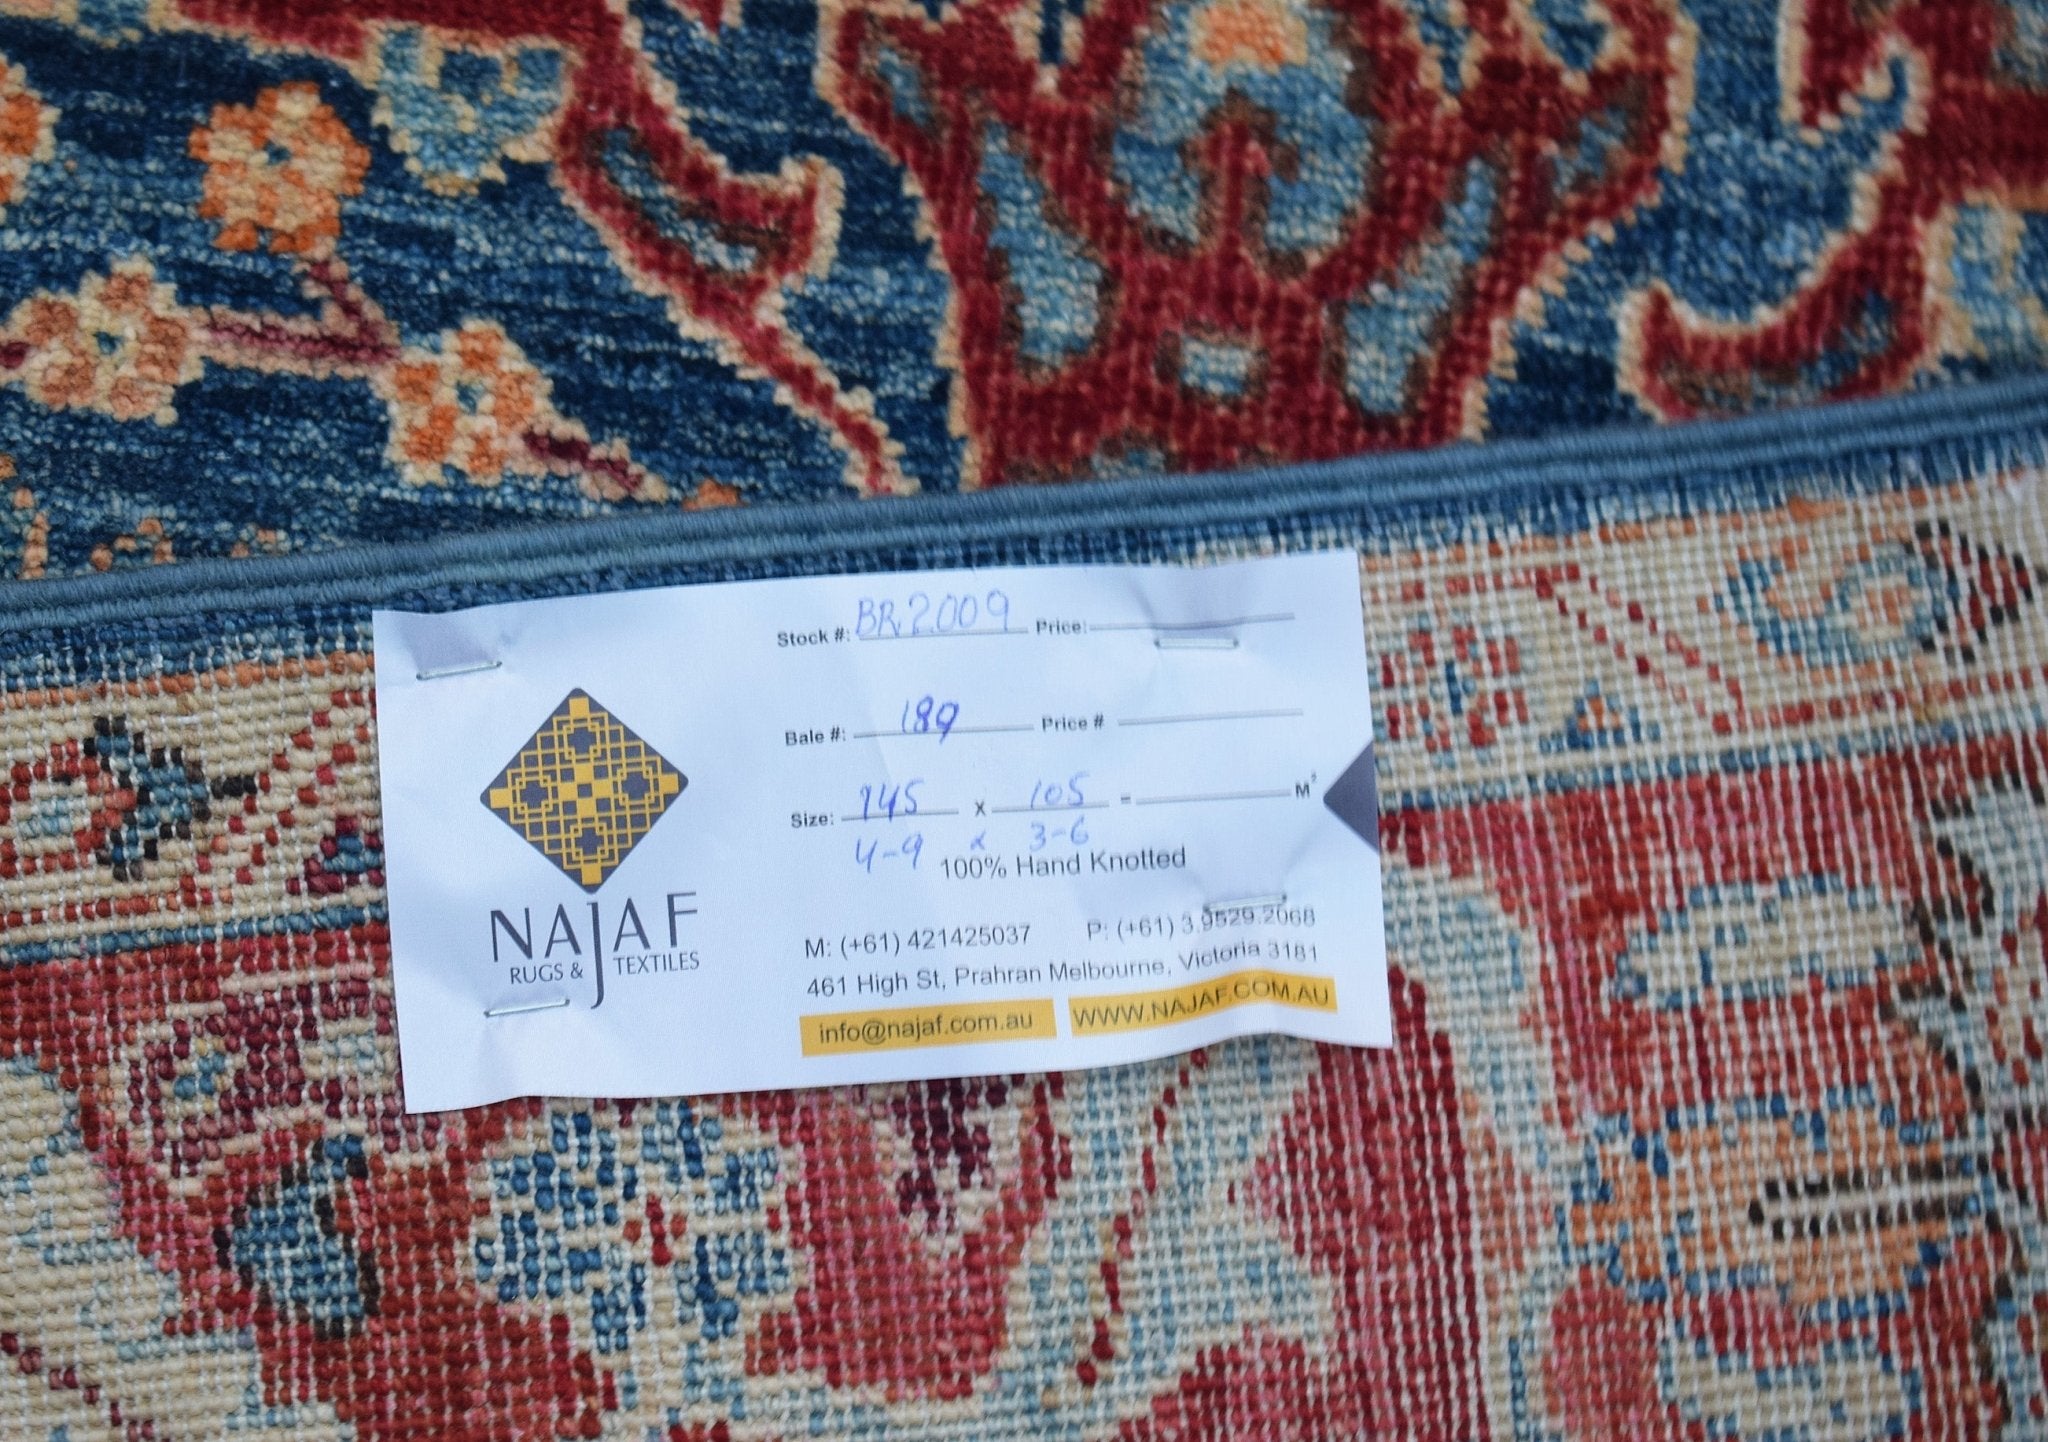 Stock #: BR2009 Price:
Bale #: 189 Price #
Size: 145 x 105 = M²
4-9 x 3-6
100% Hand Knotted
NAJAF
RUGS & TEXTILES
M: (+61) 421425037 P: (+61) 3.9529.2068
461 High St, Prahran Melbourne, Victoria 3181
info@najaf.com.au WWW.NAJAF.COM.AU